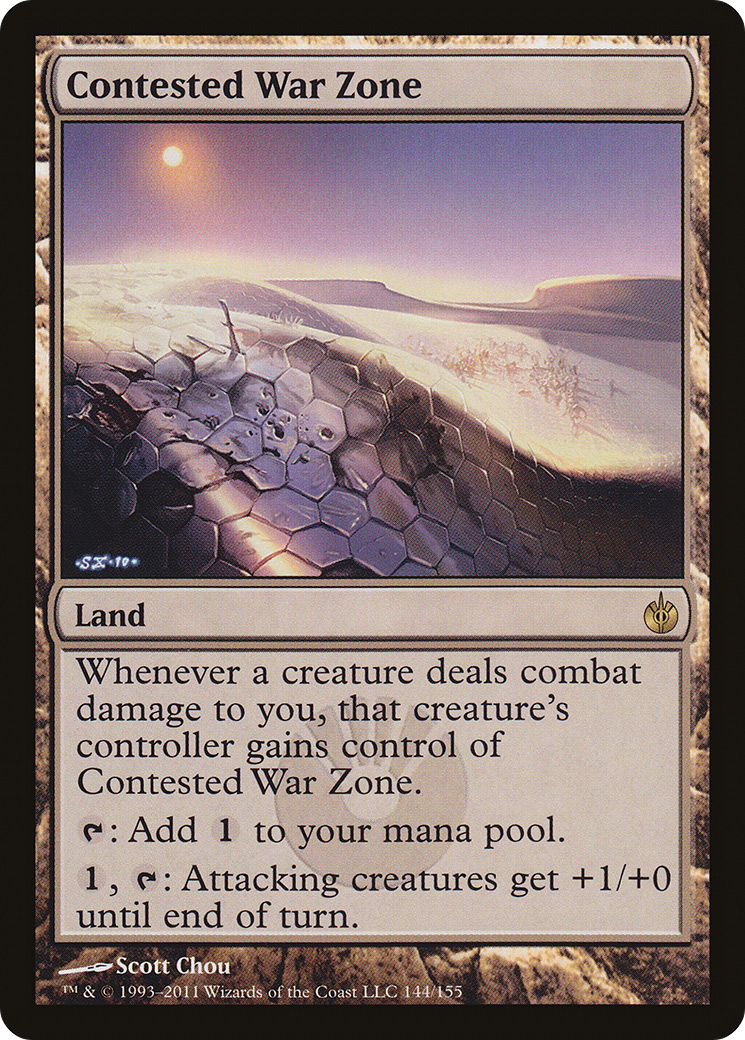 Contested War Zone
•SZ•10•
Land
Whenever a creature deals combat
damage to you, that creature's
controller gains control of
Contested War Zone.
: Add 1 to your mana pool.
1, : Attacking creatures get +1/+0
until end of turn.
Scott Chou
™ & © 1993–2011 Wizards of the Coast LLC 144/155